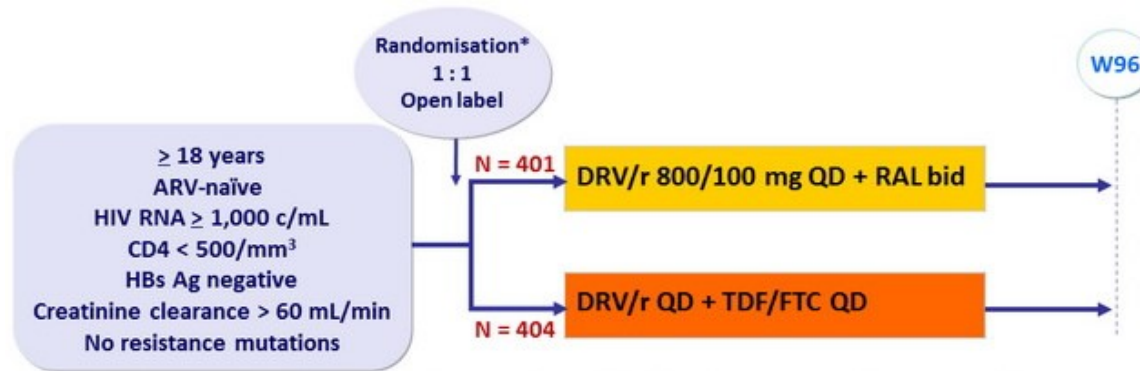 Randomisation*
1 : 1
Open label
W96
≥ 18 years
ARV-naïve
HIV RNA ≥ 1,000 c/mL
CD4 < 500/mm³
HBs Ag negative
Creatinine clearance > 60 mL/min
No resistance mutations
N = 401
DRV/r 800/100 mg QD + RAL bid
DRV/r QD + TDF/FTC QD
N = 404